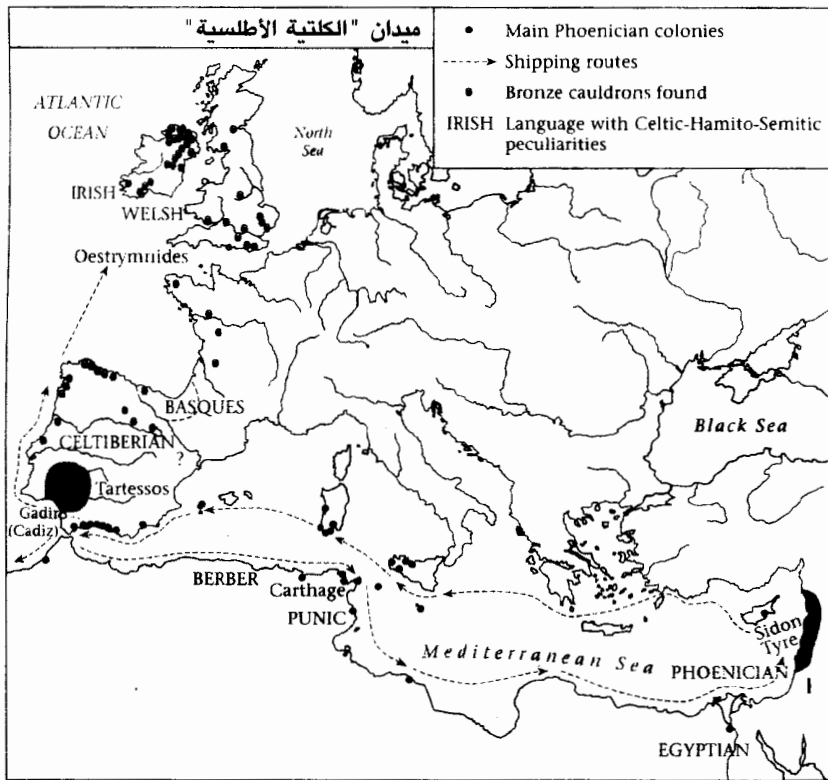 ميدان "الكلتية الأطلسية"
Main Phoenician colonies
Shipping routes
Bronze cauldrons found
IRISH Language with Celtic-Hamito-Semitic
peculiarities
ATLANTIC
OCEAN
North
Sea
IRISH
WELSH
Oestrymnides
BASQUES
CELTIBERIAN
?
Tartessos
Gadir
(Cadiz)
Black Sea
BERBER
Carthage
PUNIC
Mediterranean Sea
Sidon
Tyre
PHOENICIAN
EGYPTIAN